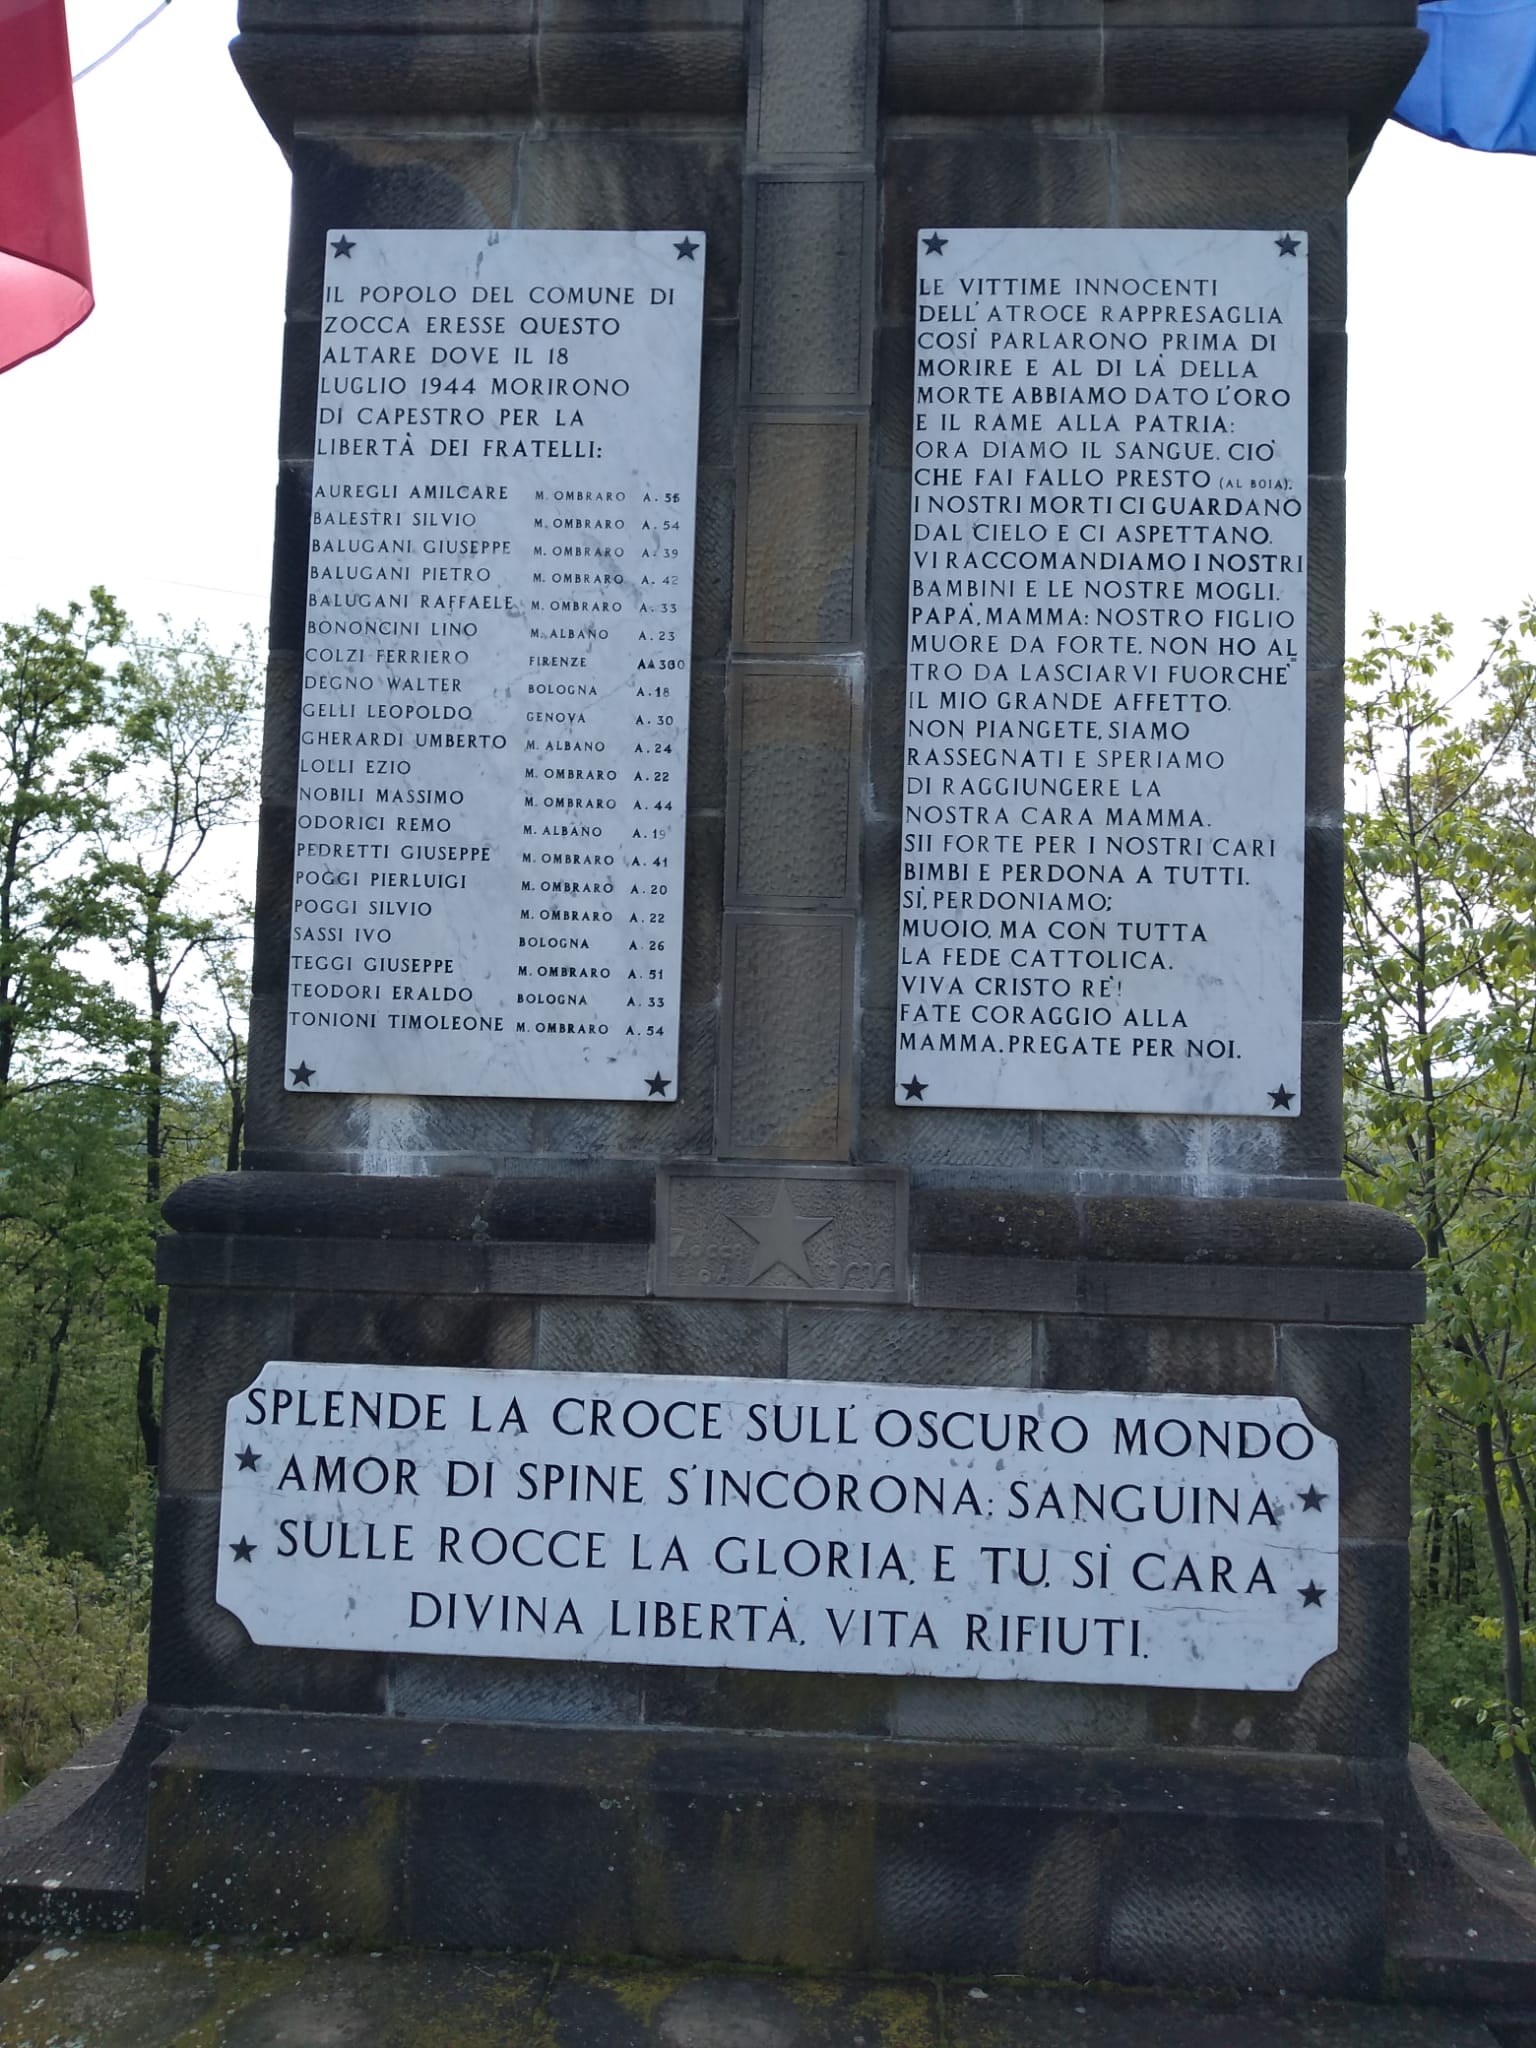 IL POPOLO DEL COMUNE DI
ZOCCA ERESSE QUESTO
ALTARE DOVE IL 18
LUGLIO 1944 MORIRONO
DI CAPESTRO PER LA
LIBERTÀ DEI FRATELLI:
AUREGLI AMILCARE M. OMBRARO A. 55
BALESTRI SILVIO M. OMBRARO A. 54
BALUGANI GIUSEPPE M. OMBRARO A. 39
BALUGANI PIETRO M. OMBRARO A. 42
BALUGANI RAFFAELE M. OMBRARO A. 33
BONONCINI LINO M. ALBANO A. 23
COLZI FERRIERO FIRENZE
DEGNO WALTER BOLOGNA A. 18
GELLI LEOPOLDO GENOVA A. 30
GHERARDI UMBERTO M. ALBANO A. 24
LOLLI EZIO M. OMBRARO A. 22
NOBILI MASSIMO M. OMBRARO A. 44
ODORICI REMO M. ALBANO A. 19
PEDRETTI GIUSEPPE M. OMBRARO A. 41
POGGI PIERLUIGI M. OMBRARO A. 20
POGGI SILVIO M. OMBRARO A. 22
SASSI IVO BOLOGNA A. 26
TEGGI GIUSEPPE M. OMBRARO A. 51
TEODORI ERALDO BOLOGNA A. 33
TONIONI TIMOLEONE M. OMBRARO A. 54
LE VITTIME INNOCENTI
DELL'ATROCE RAPPRESAGLIA
COSÌ PARLARONO PRIMA DI
MORIRE E AL DI LÀ DELLA
MORTE ABBIAMO DATO L'ORO
E IL RAME ALLA PATRIA:
ORA DIAMO IL SANGUE. CIÒ
CHE FAI FALLO PRESTO (AL BOIA).
I NOSTRI MORTI CI GUARDANO
DAL CIELO E CI ASPETTANO.
VI RACCOMANDIAMO I NOSTRI
BAMBINI E LE NOSTRE MOGLI.
PAPÀ, MAMMA: NOSTRO FIGLIO
MUORE DA FORTE. NON HO AL
TRO DA LASCIARVI FUORCHE'
IL MIO GRANDE AFFETTO.
NON PIANGETE, SIAMO
RASSEGNATI E SPERIAMO
DI RAGGIUNGERE LA
NOSTRA CARA MAMMA.
SII FORTE PER I NOSTRI CARI
BIMBI E PERDONA A TUTTI.
SÌ, PERDONIAMO;
MUOIO, MA CON TUTTA
LA FEDE CATTOLICA.
VIVA CRISTO RE'!
FATE CORAGGIO ALLA
MAMMA. PREGATE PER NOI.
Zocca
SPLENDE LA CROCE SULL'OSCURO MONDO
AMOR DI SPINE S'INCORONA: SANGUINA
SULLE ROCCE LA GLORIA, E TU, SÌ CARA
DIVINA LIBERTÀ, VITA RIFIUTI.